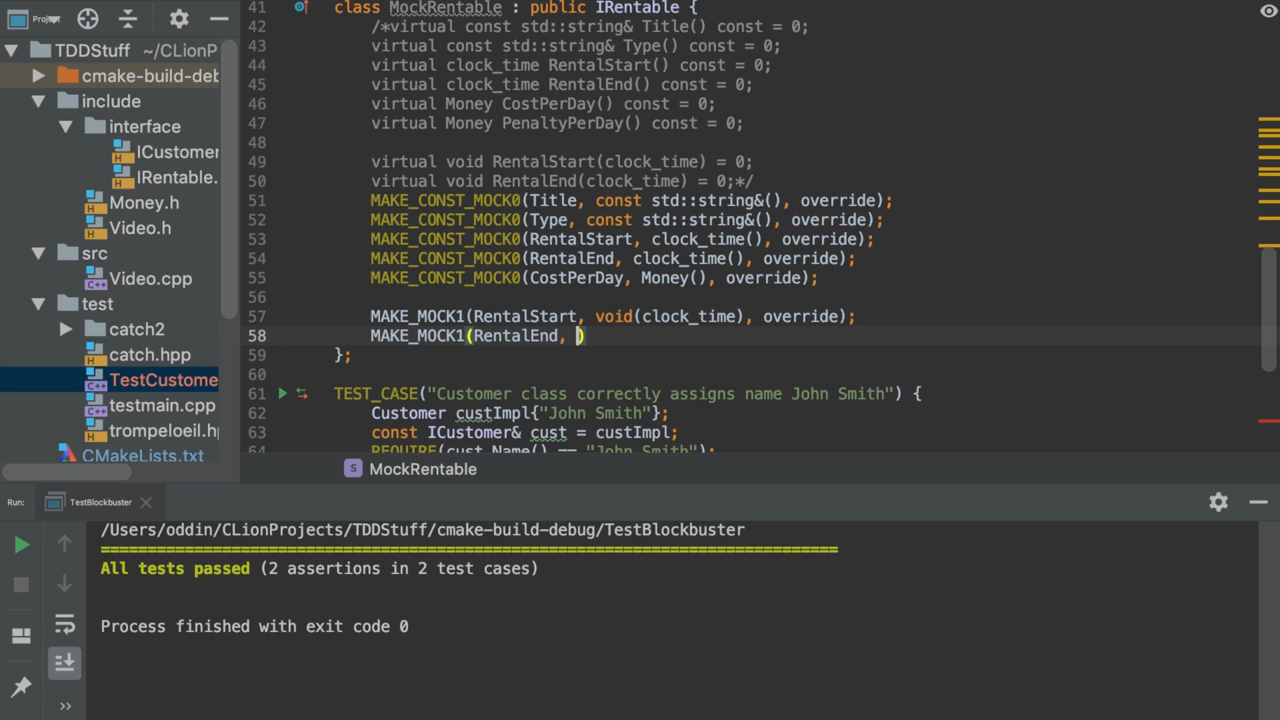 Proj
TDDStuff ~/CLionP
cmake-build-deb
include
interface
ICustomer
IRentable.
Money.h
Video.h
src
Video.cpp
test
catch2
catch.hpp
TestCustome
testmain.cpp
trompeloeil.h
CMakeLists.txt
41 class MockRentable : public IRentable {
42 /*virtual const std::string& Title() const = 0;
43 virtual const std::string& Type() const = 0;
44 virtual clock_time RentalStart() const = 0;
45 virtual clock_time RentalEnd() const = 0;
46 virtual Money CostPerDay() const = 0;
47 virtual Money PenaltyPerDay() const = 0;
48
49 virtual void RentalStart(clock_time) = 0;
50 virtual void RentalEnd(clock_time) = 0;*/
51 MAKE_CONST_MOCK0(Title, const std::string&(), override);
52 MAKE_CONST_MOCK0(Type, const std::string&(), override);
53 MAKE_CONST_MOCK0(RentalStart, clock_time(), override);
54 MAKE_CONST_MOCK0(RentalEnd, clock_time(), override);
55 MAKE_CONST_MOCK0(CostPerDay, Money(), override);
56
57 MAKE_MOCK1(RentalStart, void(clock_time), override);
58 MAKE_MOCK1(RentalEnd, )
59 };
60
61 TEST_CASE("Customer class correctly assigns name John Smith") {
62 Customer custImpl{"John Smith"};
63 const ICustomer& cust = custImpl;
64 REQUIRE(cust.Name() == "John Smith");
S MockRentable
Run: TestBlockbuster
/Users/oddin/CLionProjects/TDDStuff/cmake-build-debug/TestBlockbuster
===============================================================================
All tests passed (2 assertions in 2 test cases)
Process finished with exit code 0